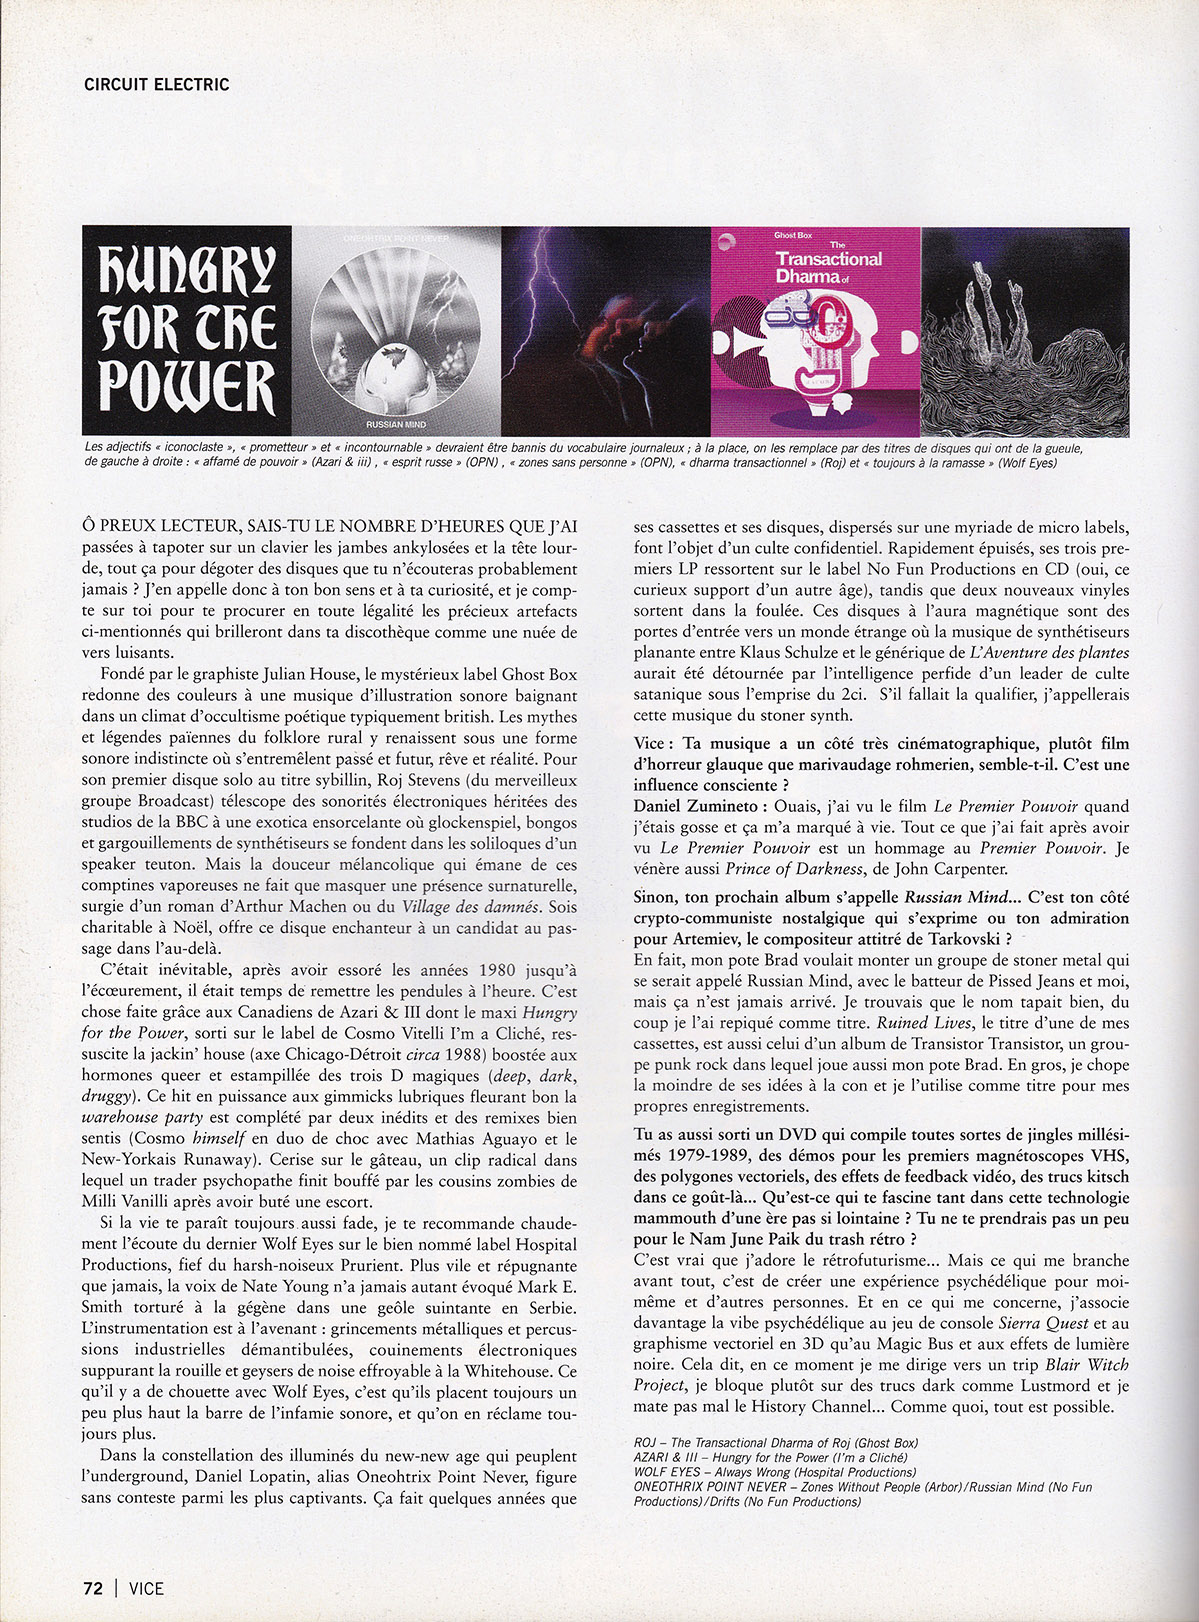 CIRCUIT ELECTRIC
HUNGRY
FOR THE
POWER
ONEOHTRIX POINT NEVER
RUSSIAN MIND
Ghost Box
The
Transactional
Dharma of
ROJ
Les adjectifs « iconoclaste », « prometteur » et « incontournable » devraient être bannis du vocabulaire journaleux ; à la place, on les remplace par des titres de disques qui ont de la gueule,
de gauche à droite : « affamé de pouvoir » (Azari & iii) , « esprit russe » (OPN) , « zones sans personne » (OPN), « dharma transactionnel » (Roj) et « toujours à la ramasse » (Wolf Eyes)
Ô PREUX LECTEUR, SAIS-TU LE NOMBRE D'HEURES QUE J'AI
passées à tapoter sur un clavier les jambes ankylosées et la tête lour-
de, tout ça pour dégoter des disques que tu n'écouteras probablement
jamais ? J'en appelle donc à ton bon sens et à ta curiosité, et je comp-
te sur toi pour te procurer en toute légalité les précieux artefacts
ci-mentionnés qui brilleront dans ta discothèque comme une nuée de
vers luisants.
Fondé par le graphiste Julian House, le mystérieux label Ghost Box
redonne des couleurs à une musique d'illustration sonore baignant
dans un climat d'occultisme poétique typiquement british. Les mythes
et légendes païennes du folklore rural y renaissent sous une forme
sonore indistincte où s'entremêlent passé et futur, rêve et réalité. Pour
son premier disque solo au titre sybillin, Roj Stevens (du merveilleux
groupe Broadcast) télescope des sonorités électroniques héritées des
studios de la BBC à une exotica ensorcelante où glockenspiel, bongos
et gargouillements de synthétiseurs se fondent dans les soliloques d'un
speaker teuton. Mais la douceur mélancolique qui émane de ces
comptines vaporeuses ne fait que masquer une présence surnaturelle,
surgie d'un roman d'Arthur Machen ou du Village des damnés. Sois
charitable à Noël, offre ce disque enchanteur à un candidat au pas-
sage dans l'au-delà.
C'était inévitable, après avoir essoré les années 1980 jusqu'à
l'écœurement, il était temps de remettre les pendules à l'heure. C'est
chose faite grâce aux Canadiens de Azari & III dont le maxi Hungry
for the Power, sorti sur le label de Cosmo Vitelli I'm a Cliché, res-
suscite la jackin' house (axe Chicago-Détroit circa 1988) boostée aux
hormones queer et estampillée des trois D magiques (deep, dark,
druggy). Ce hit en puissance aux gimmicks lubriques fleurant bon la
warehouse party est complété par deux inédits et des remixes bien
sentis (Cosmo himself en duo de choc avec Mathias Aguayo et le
New-Yorkais Runaway). Cerise sur le gâteau, un clip radical dans
lequel un trader psychopathe finit bouffé par les cousins zombies de
Milli Vanilli après avoir buté une escort.
Si la vie te paraît toujours aussi fade, je te recommande chaude-
ment l'écoute du dernier Wolf Eyes sur le bien nommé label Hospital
Productions, fief du harsh-noiseux Prurient. Plus vile et répugnante
que jamais, la voix de Nate Young n'a jamais autant évoqué Mark E.
Smith torturé à la gégène dans une geôle suintante en Serbie.
L'instrumentation est à l'avenant : grincements métalliques et percus-
sions industrielles démantibulées, couinements électroniques
suppurant la rouille et geysers de noise effroyable à la Whitehouse. Ce
qu'il y a de chouette avec Wolf Eyes, c'est qu'ils placent toujours un
peu plus haut la barre de l'infamie sonore, et qu'on en réclame tou-
jours plus.
Dans la constellation des illuminés du new-new age qui peuplent
l'underground, Daniel Lopatin, alias Oneohtrix Point Never, figure
sans conteste parmi les plus captivants. Ça fait quelques années que
ses cassettes et ses disques, dispersés sur une myriade de micro labels,
font l'objet d'un culte confidentiel. Rapidement épuisés, ses trois pre-
miers LP ressortent sur le label No Fun Productions en CD (oui, ce
curieux support d'un autre âge), tandis que deux nouveaux vinyles
sortent dans la foulée. Ces disques à l'aura magnétique sont des
portes d'entrée vers un monde étrange où la musique de synthétiseurs
planante entre Klaus Schulze et le générique de L'Aventure des plantes
aurait été détournée par l'intelligence perfide d'un leader de culte
satanique sous l'emprise du 2ci. S'il fallait la qualifier, j'appellerais
cette musique du stoner synth.
Vice : Ta musique a un côté très cinématographique, plutôt film
d'horreur glauque que marivaudage rohmerien, semble-t-il. C'est une
influence consciente ?
Daniel Zumineto : Ouais, j'ai vu le film Le Premier Pouvoir quand
j'étais gosse et ça m'a marqué à vie. Tout ce que j'ai fait après avoir
vu Le Premier Pouvoir est un hommage au Premier Pouvoir. Je
vénère aussi Prince of Darkness, de John Carpenter.
Sinon, ton prochain album s'appelle Russian Mind... C'est ton côté
crypto-communiste nostalgique qui s'exprime ou ton admiration
pour Artemiev, le compositeur attitré de Tarkovski ?
En fait, mon pote Brad voulait monter un groupe de stoner metal qui
se serait appelé Russian Mind, avec le batteur de Pissed Jeans et moi,
mais ça n'est jamais arrivé. Je trouvais que le nom tapait bien, du
coup je l'ai repiqué comme titre. Ruined Lives, le titre d'une de mes
cassettes, est aussi celui d'un album de Transistor Transistor, un grou-
pe punk rock dans lequel joue aussi mon pote Brad. En gros, je chope
la moindre de ses idées à la con et je l'utilise comme titre pour mes
propres enregistrements.
Tu as aussi sorti un DVD qui compile toutes sortes de jingles millési-
més 1979-1989, des démos pour les premiers magnétoscopes VHS,
des polygones vectoriels, des effets de feedback vidéo, des trucs kitsch
dans ce goût-là... Qu'est-ce qui te fascine tant dans cette technologie
mammouth d'une ère pas si lointaine ? Tu ne te prendrais pas un peu
pour le Nam June Paik du trash rétro ?
C'est vrai que j'adore le rétrofuturisme... Mais ce qui me branche
avant tout, c'est de créer une expérience psychédélique pour moi-
même et d'autres personnes. Et en ce qui me concerne, j'associe
davantage la vibe psychédélique au jeu de console Sierra Quest et au
graphisme vectoriel en 3D qu'au Magic Bus et aux effets de lumière
noire. Cela dit, en ce moment je me dirige vers un trip Blair Witch
Project, je bloque plutôt sur des trucs dark comme Lustmord et je
mate pas mal le History Channel... Comme quoi, tout est possible.
ROJ – The Transactional Dharma of Roj (Ghost Box)
AZARI & III – Hungry for the Power (I'm a Cliché)
WOLF EYES – Always Wrong (Hospital Productions)
ONEOTHRIX POINT NEVER – Zones Without People (Arbor)/Russian Mind (No Fun
Productions)/Drifts (No Fun Productions)
72 | VICE